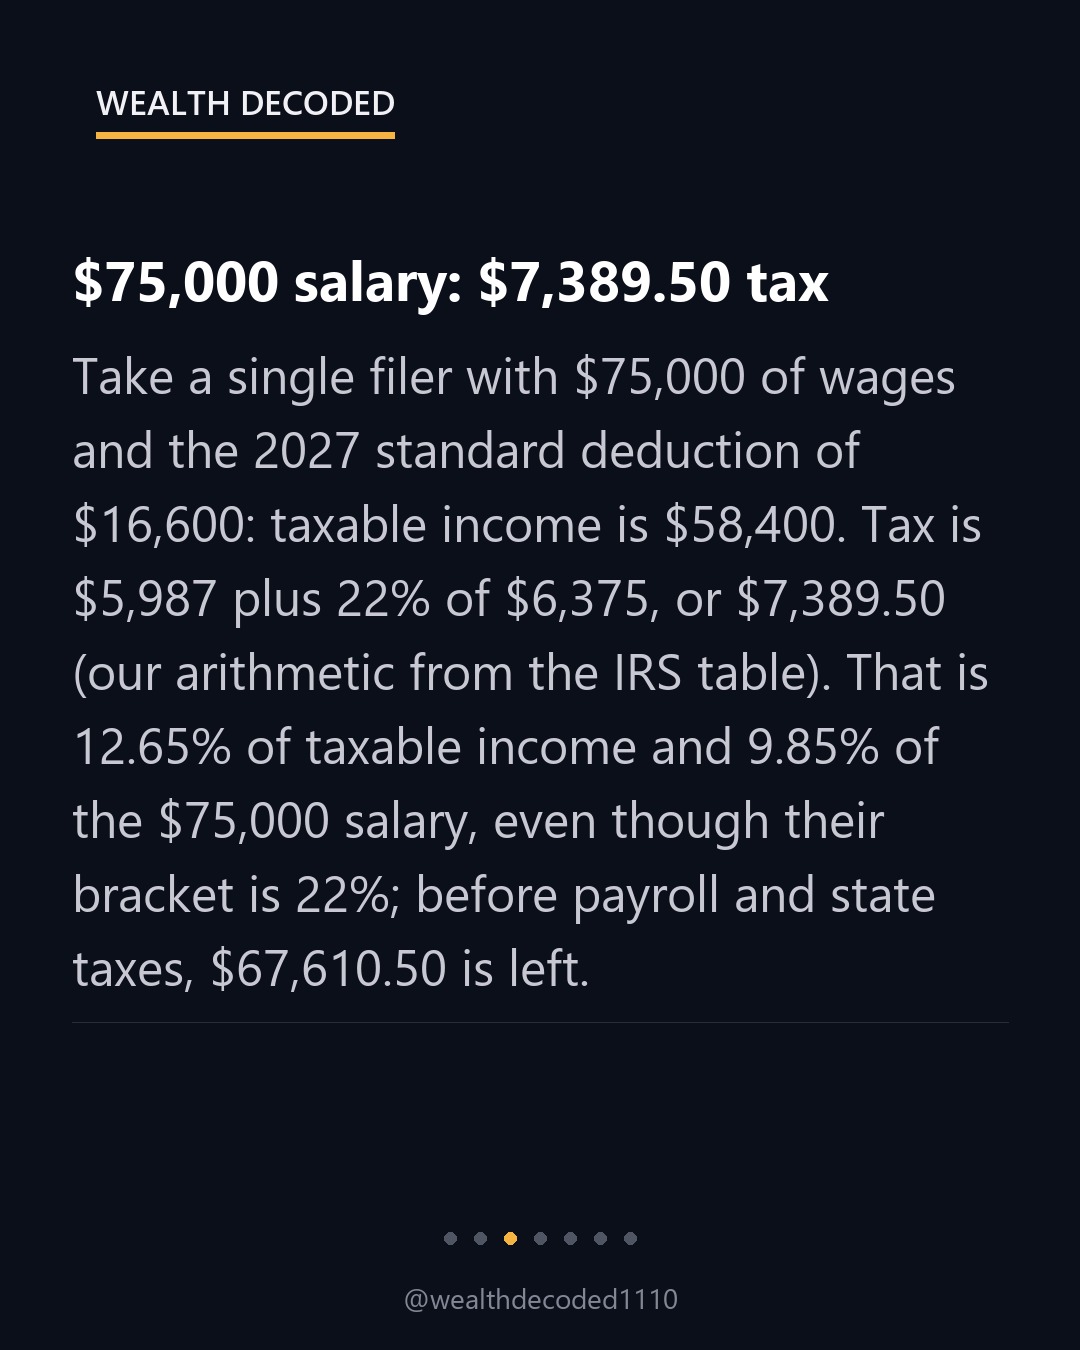 WEALTH DECODED
$75,000 salary: $7,389.50 tax
Take a single filer with $75,000 of wages
and the 2027 standard deduction of
$16,600: taxable income is $58,400. Tax is
$5,987 plus 22% of $6,375, or $7,389.50
(our arithmetic from the IRS table). That is
12.65% of taxable income and 9.85% of
the $75,000 salary, even though their
bracket is 22%; before payroll and state
taxes, $67,610.50 is left.
@wealthdecoded1110